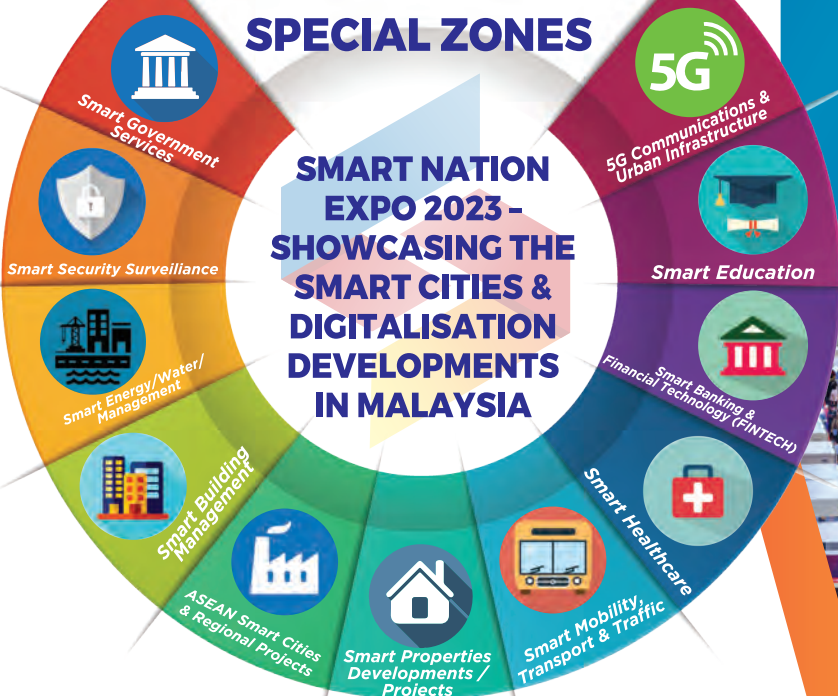 SPECIAL ZONES
SMART NATION
EXPO 2023 –
SHOWCASING THE
SMART CITIES &
DIGITALISATION
DEVELOPMENTS
IN MALAYSIA
Smart Government
Services
Smart Security Surveiliance
Smart Energy/Water/
Management
Smart Building
Management
ASEAN Smart Cities
& Regional Projects
Smart Properties
Developments /
Projects
Smart Mobility,
Transport & Traffic
Smart Healthcare
Smart Banking &
Financial Technology (FINTECH)
Smart Education
5G
5G Communications &
Urban Infrastructure